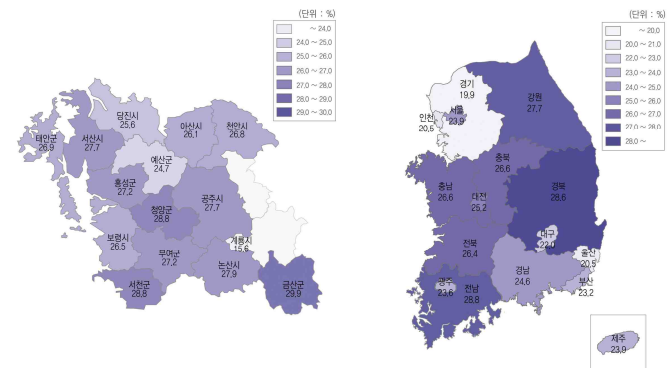 (단위 : %)
~ 24.0
24.0 ~ 25.0
25.0 ~ 26.0
26.0 ~ 27.0
27.0 ~ 28.0
28.0 ~ 29.0
29.0 ~ 30.0
당진시
25.6
서산시
27.7
태안군
26.9
아산시
26.1
천안시
26.8
예산군
24.7
홍성군
27.2
공주시
27.7
청양군
28.8
보령시
26.5
계룡시
15.6
부여군
27.2
논산시
27.9
서천군
28.8
금산군
29.9
(단위 : %)
~ 20.0
20.0 ~ 21.0
22.0 ~ 23.0
23.0 ~ 24.0
24.0 ~ 25.0
25.0 ~ 26.0
26.0 ~ 27.0
27.0 ~ 28.0
28.0 ~
경기
19.9
강원
27.7
서울
23.9
인천
20.5
충북
26.6
충남
26.6
대전
25.2
경북
28.6
대구
22.0
전북
26.4
울산
20.5
경남
24.6
부산
23.2
광주
23.6
전남
28.8
제주
23.9